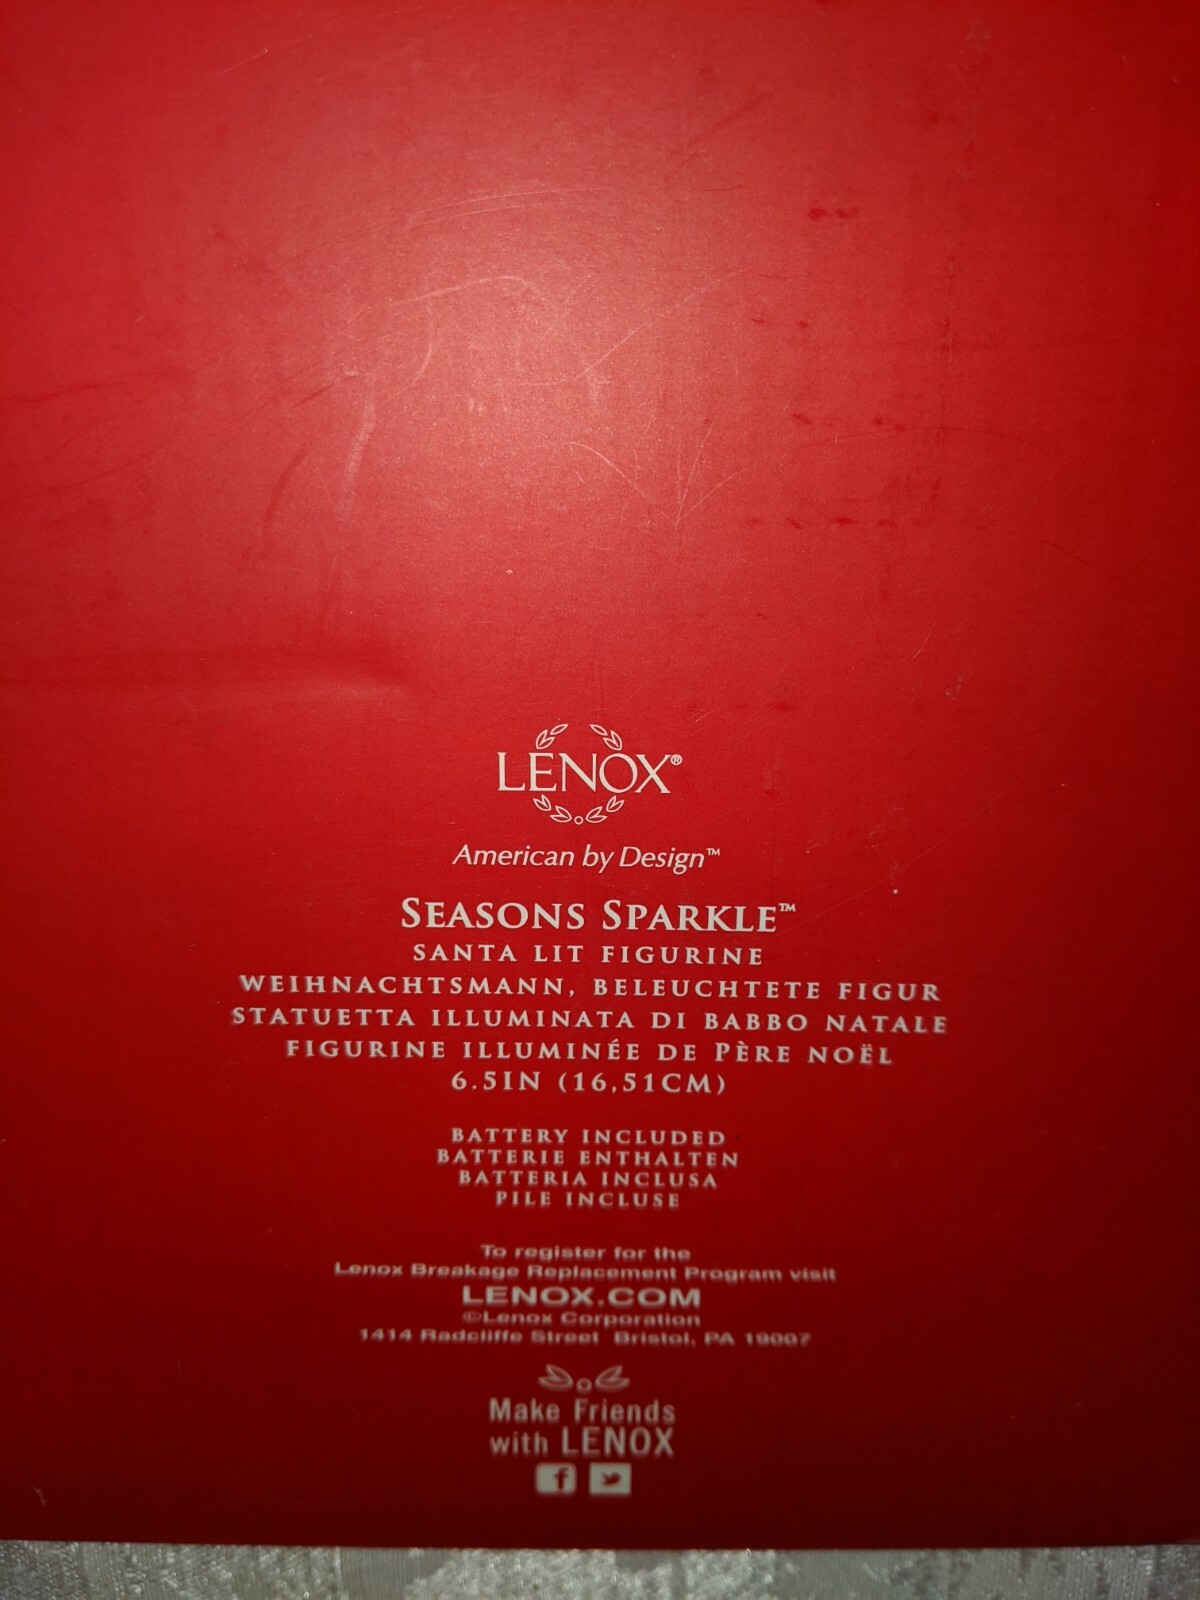 LENOX®
American by Design™
SEASONS SPARKLE™
SANTA LIT FIGURINE
WEIHNACHTSMANN, BELEUCHTETE FIGUR
STATUETTA ILLUMINATA DI BABBO NATALE
FIGURINE ILLUMINÉE DE PÈRE NOËL
6.5IN (16,51CM)
BATTERY INCLUDED
BATTERIE ENTHALTEN
BATTERIA INCLUSA
PILE INCLUSE
To register for the
Lenox Breakage Replacement Program visit
LENOX.COM
©Lenox Corporation
1414 Radcliffe Street Bristol, PA 19007
Make Friends
with LENOX